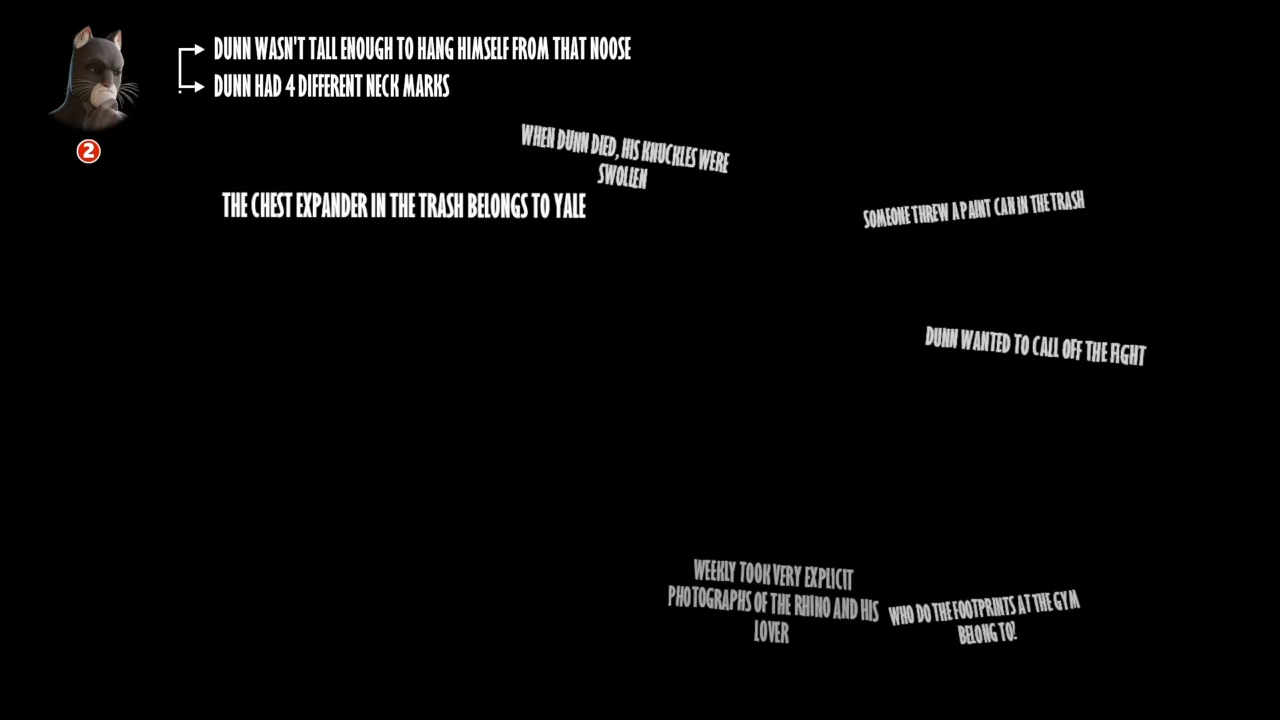 DUNN WASN'T TALL ENOUGH TO HANG HIMSELF FROM THAT NOOSE
DUNN HAD 4 DIFFERENT NECK MARKS
2
WHEN DUNN DIED, HIS KNUCKLES WERE
SWOLLEN
THE CHEST EXPANDER IN THE TRASH BELONGS TO YALE
SOMEONE THREW A PAINT CAN IN THE TRASH
DUNN WANTED TO CALL OFF THE FIGHT
WEEKLY TOOK VERY EXPLICIT
PHOTOGRAPHS OF THE RHINO AND HIS
LOVER
WHO DO THE FOOTPRINTS AT THE GYM
BELONG TO?